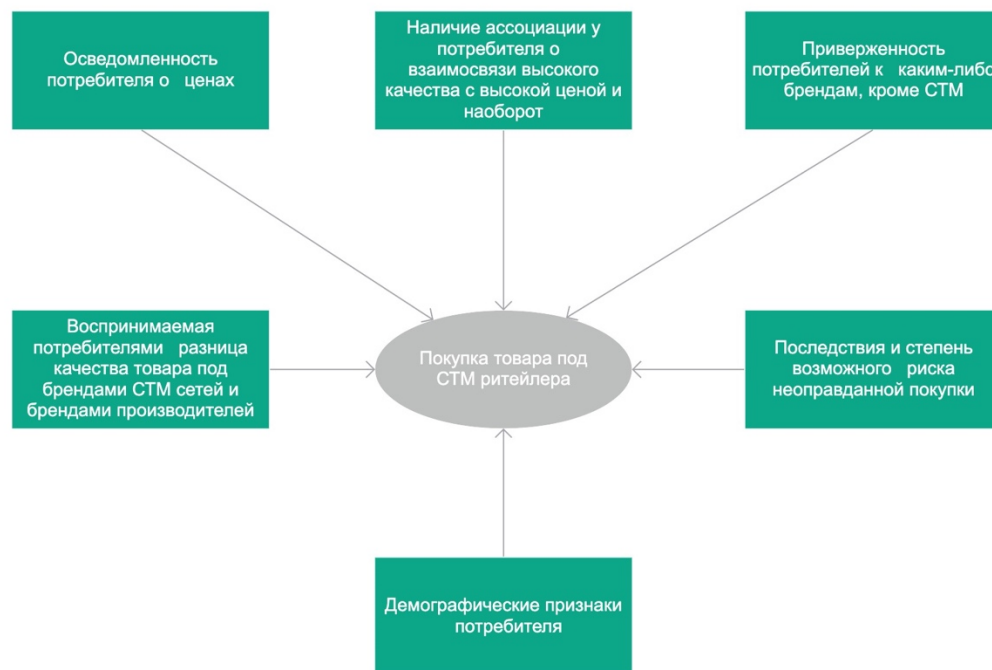 Осведомленность
потребителя о ценах
Наличие ассоциации у
потребителя о
взаимосвязи высокого
качества с высокой ценой и
наоборот
Приверженность
потребителей к каким-либо
брендам, кроме СТМ
Воспринимаемая
потребителями разница
качества товара под
брендами СТМ сетей и
брендами производителей
Покупка товара под
СТМ ритейлера
Последствия и степень
возможного риска
неоправданной покупки
Демографические признаки
потребителя